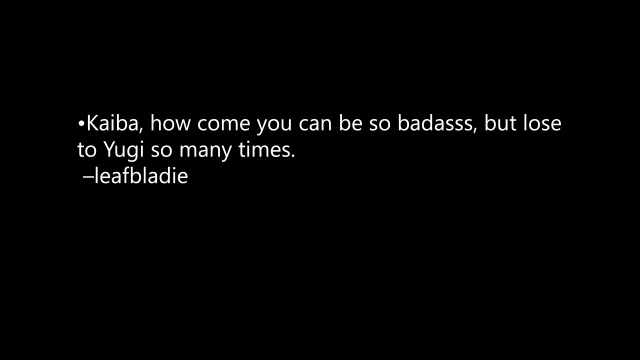 •Kaiba, how come you can be so badasss, but lose
to Yugi so many times.
–leafbladie